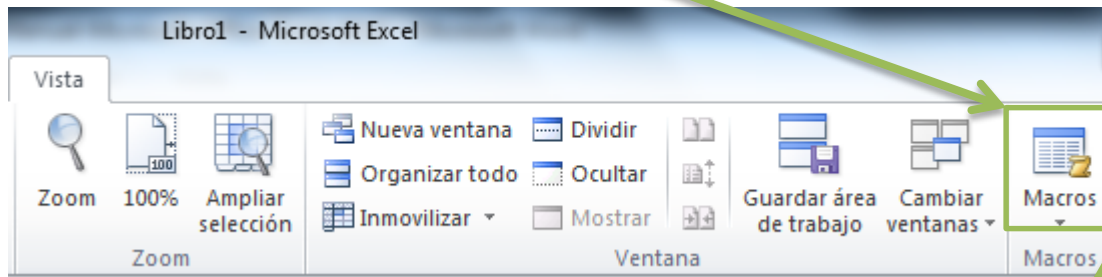 Libro1 - Microsoft Excel
Vista
Nueva ventana Dividir
100
Organizar todo Ocultar
Zoom 100% Ampliar selección
Inmovilizar Mostrar
Guardar área de trabajo
Cambiar ventanas
Macros
Zoom Ventana Macros